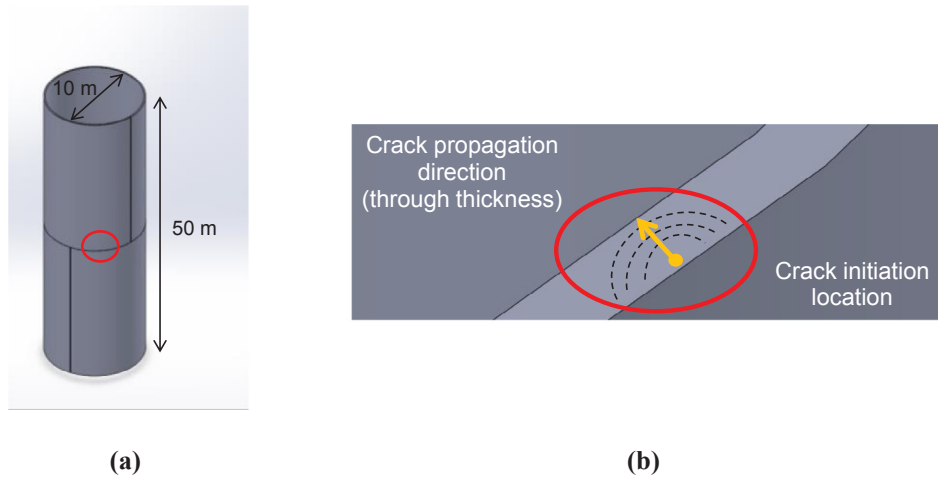 10 m
50 m
Crack propagation
direction
(through thickness)
Crack initiation
location
(a)
(b)